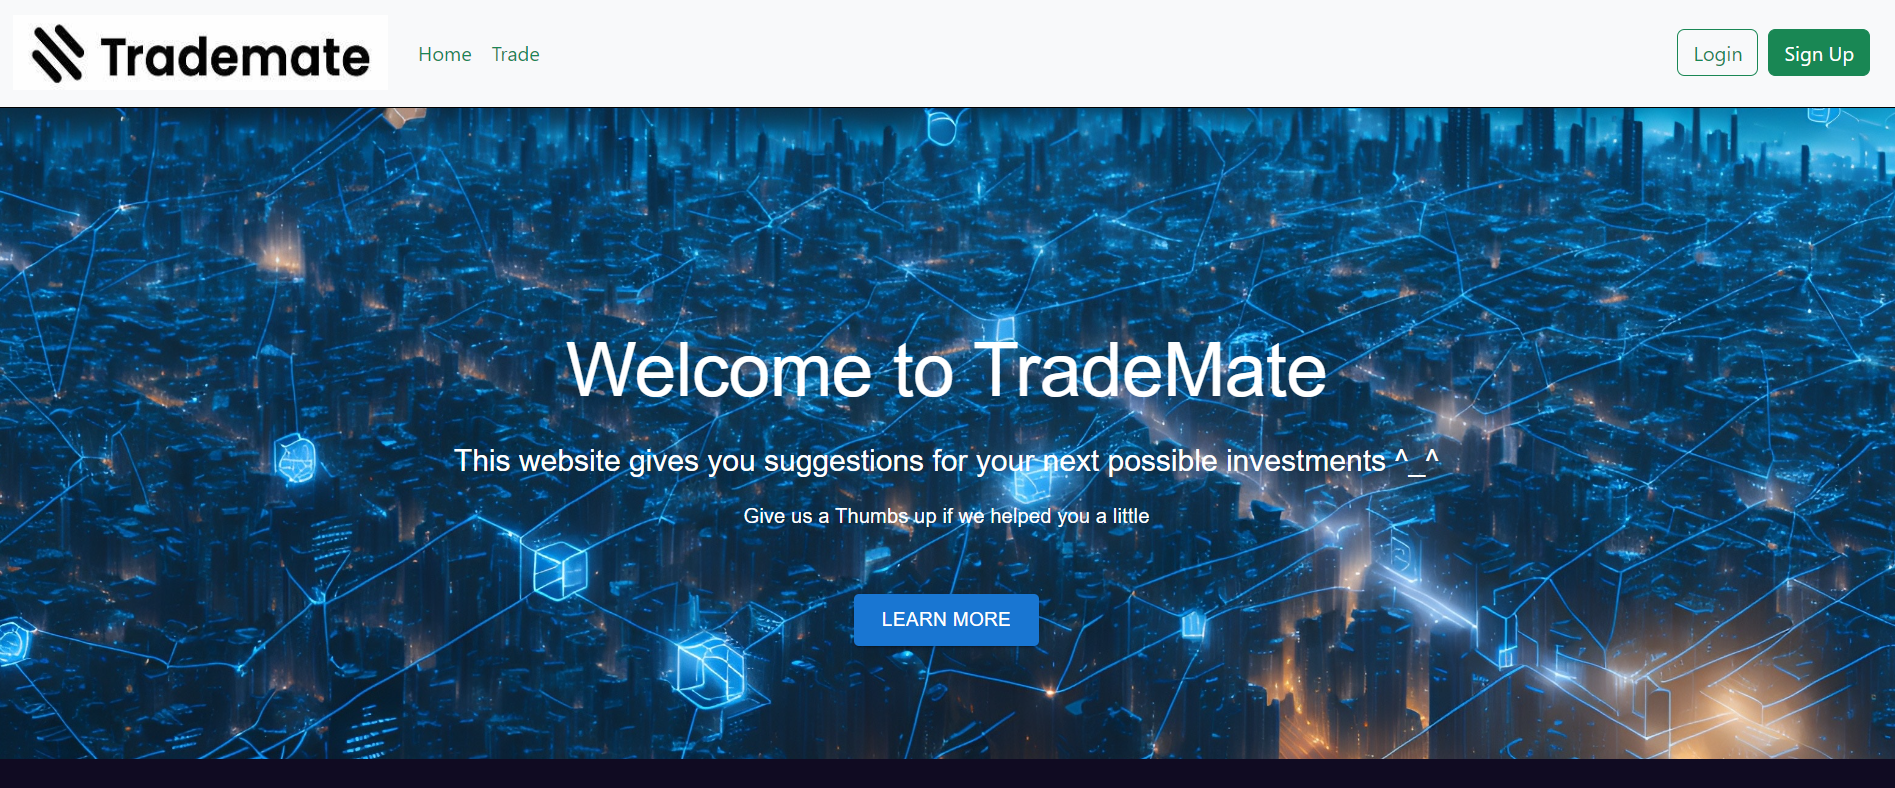 Trademate
Home Trade
Login Sign Up
Welcome to TradeMate
This website gives you suggestions for your next possible investments ^_^
Give us a Thumbs up if we helped you a little
LEARN MORE